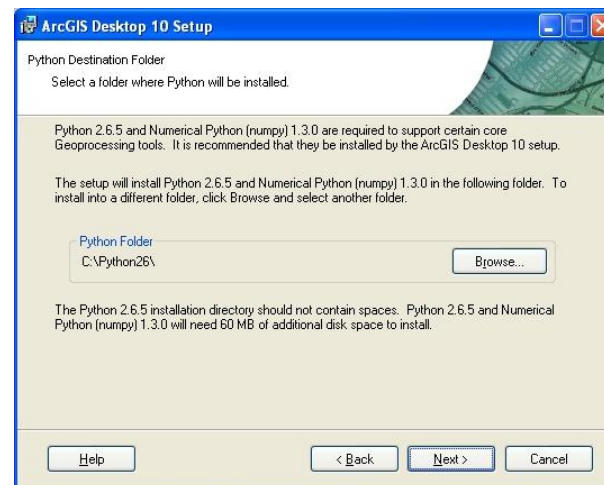 ArcGIS Desktop 10 Setup
Python Destination Folder
Select a folder where Python will be installed.
Python 2.6.5 and Numerical Python (numpy) 1.3.0 are required to support certain core
Geoprocessing tools. It is recommended that they be installed by the ArcGIS Desktop 10 setup.
The setup will install Python 2.6.5 and Numerical Python (numpy) 1.3.0 in the following folder. To
install into a different folder, click Browse and select another folder.
Python Folder
C:\Python26\
Browse...
The Python 2.6.5 installation directory should not contain spaces. Python 2.6.5 and Numerical
Python (numpy) 1.3.0 will need 60 MB of additional disk space to install.
Help
< Back
Next >
Cancel